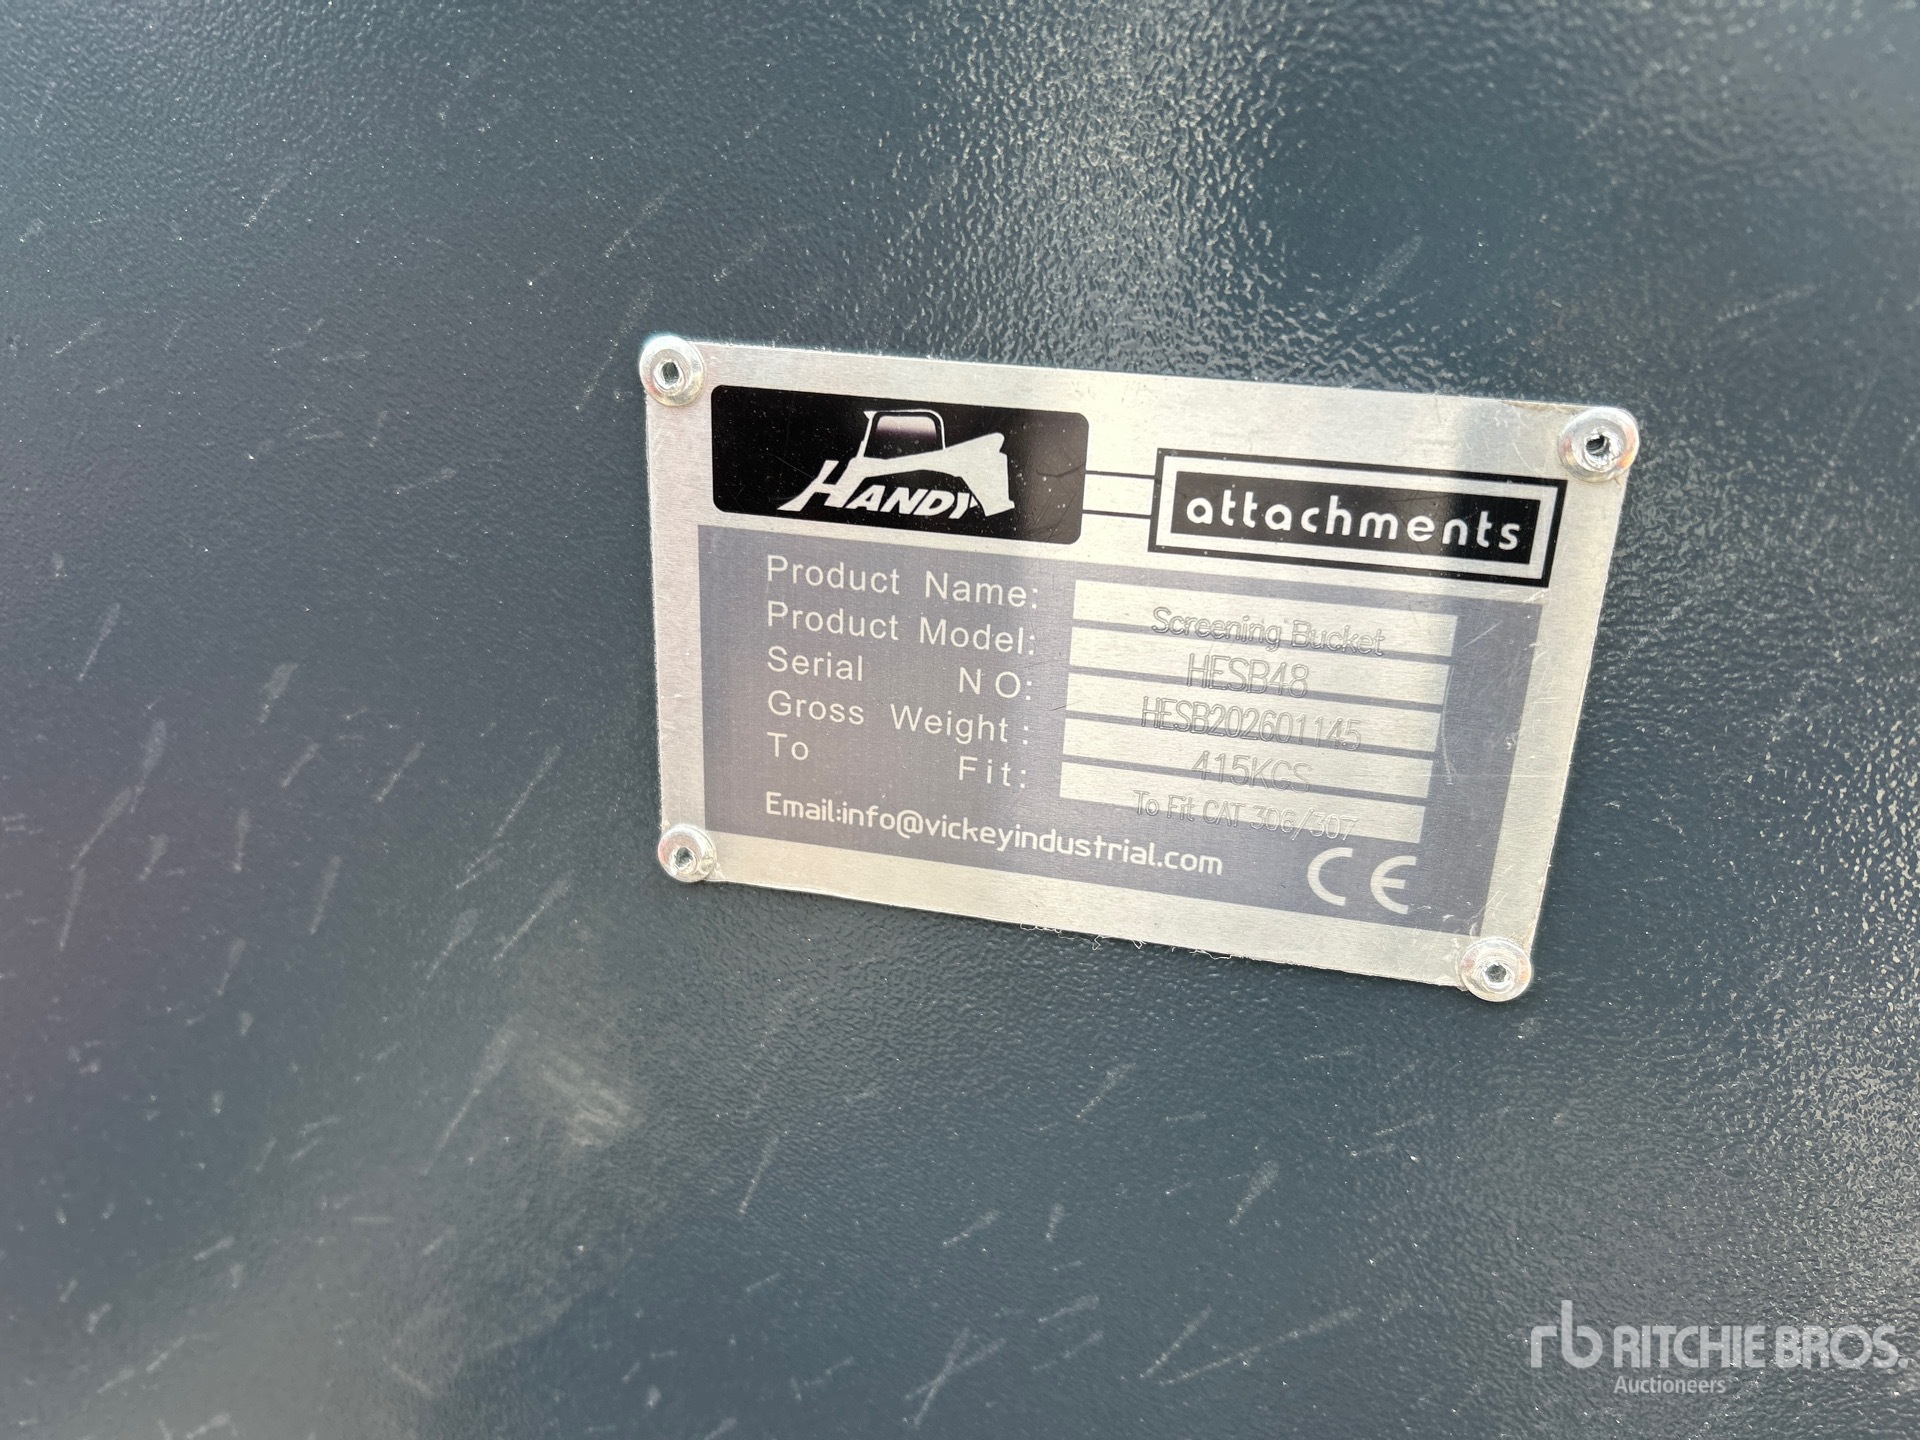 HANDY
attachments
Product Name: Screening Bucket
Product Model: HESB48
Serial NO: HESB202601145
Gross Weight: 415KGS
To Fit: To Fit CAT 306/307
Email:info@vickeyindustrial.com
CE
rb RITCHIE BROS.
Auctioneers